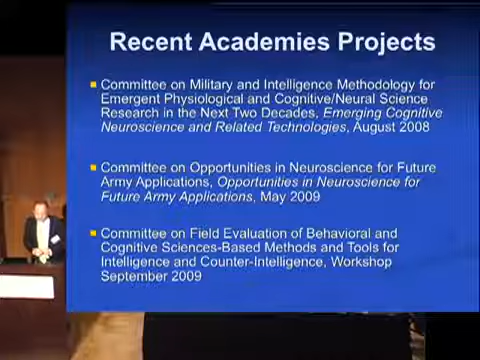 Recent Academies Projects
Committee on Military and Intelligence Methodology for
Emergent Physiological and Cognitive/Neural Science
Research in the Next Two Decades, Emerging Cognitive
Neuroscience and Related Technologies, August 2008
Committee on Opportunities in Neuroscience for Future
Army Applications, Opportunities in Neuroscience for
Future Army Applications, May 2009
Committee on Field Evaluation of Behavioral and
Cognitive Sciences-Based Methods and Tools for
Intelligence and Counter-Intelligence, Workshop
September 2009